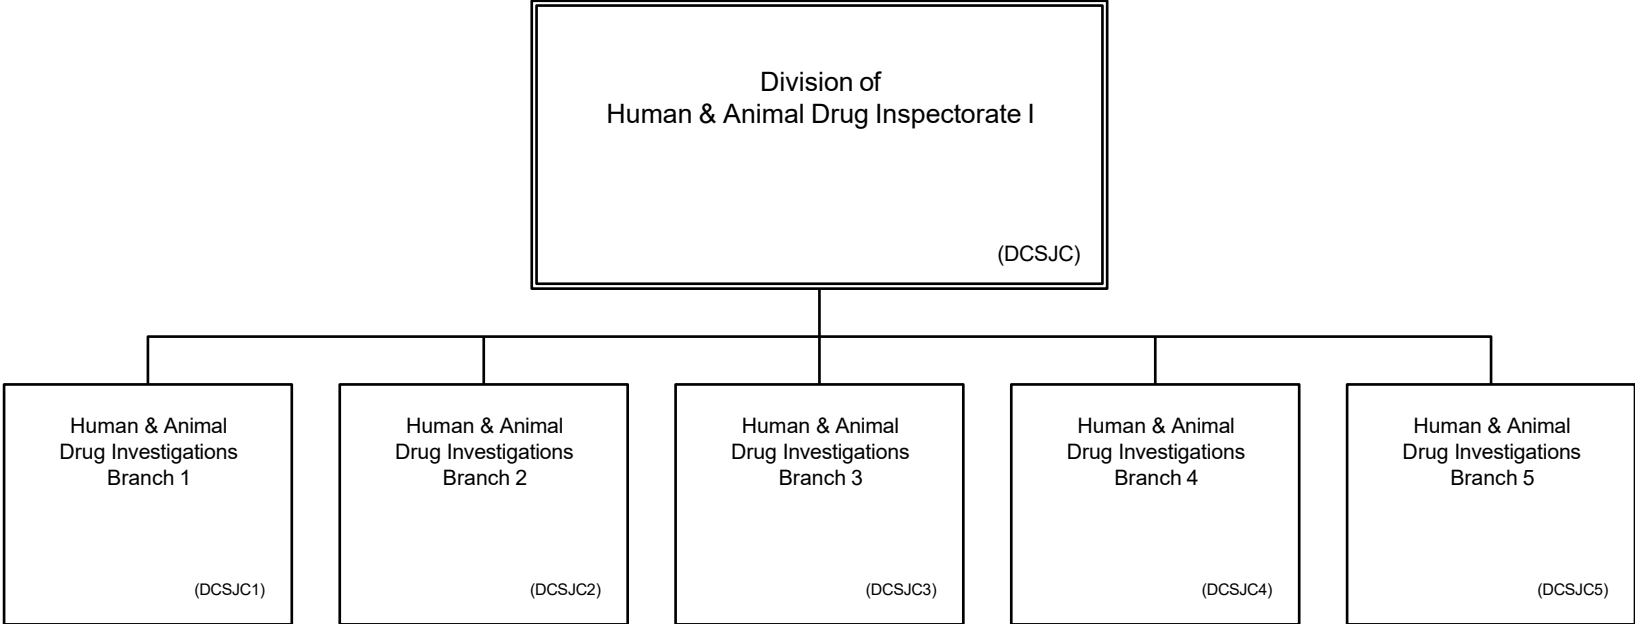 Division of
Human & Animal Drug Inspectorate I
(DCSJC)
Human & Animal
Drug Investigations
Branch 1
(DCSJC1)
Human & Animal
Drug Investigations
Branch 2
(DCSJC2)
Human & Animal
Drug Investigations
Branch 3
(DCSJC3)
Human & Animal
Drug Investigations
Branch 4
(DCSJC4)
Human & Animal
Drug Investigations
Branch 5
(DCSJC5)